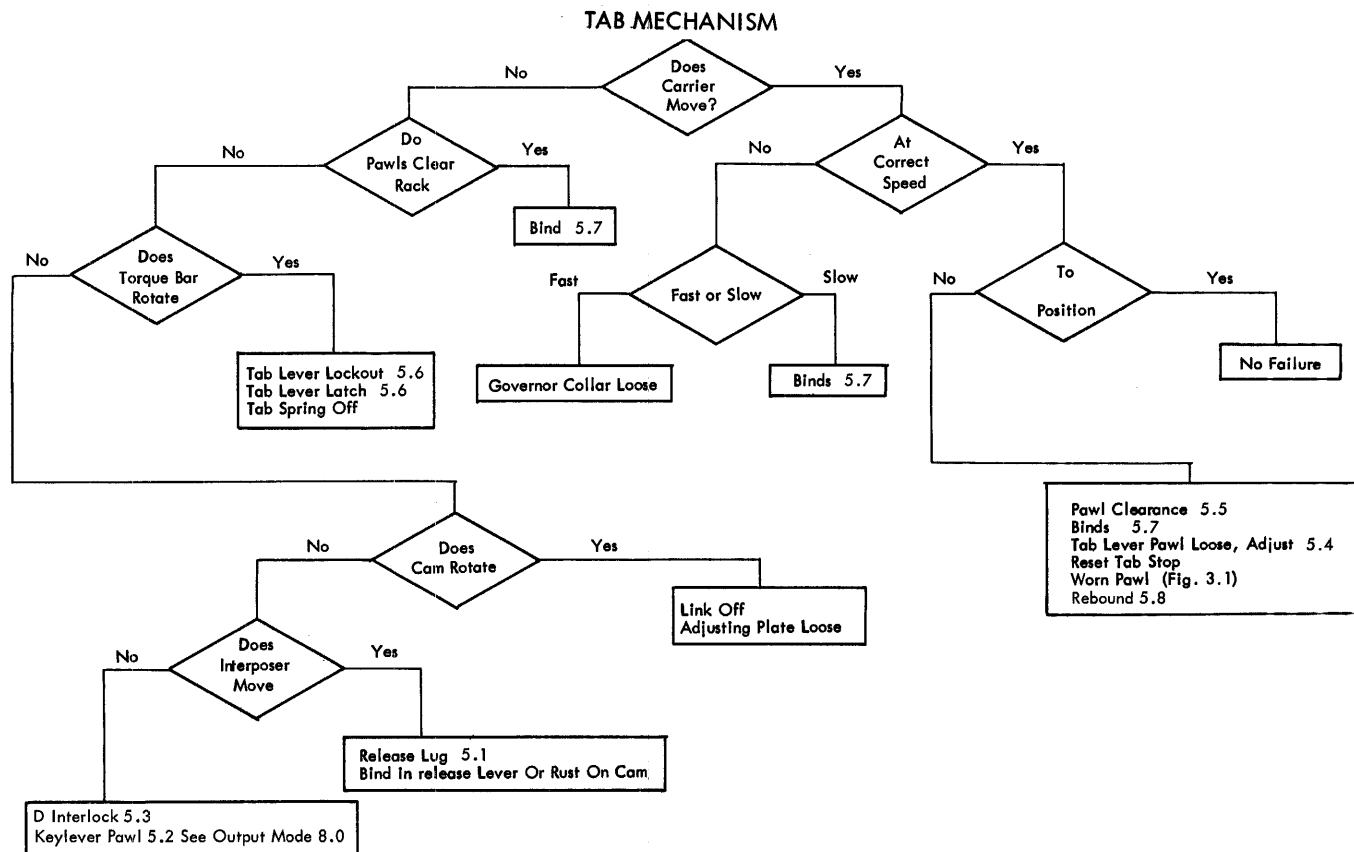 TAB MECHANISM
Does
Carrier
Move?
No
Yes
Do
Pawls Clear
Rack
No
Yes
At
Correct
Speed
No
Yes
Bind 5.7
Does
Torque Bar
Rotate
No
Yes
Fast or Slow
Fast
Slow
To
Position
No
Yes
Tab Lever Lockout 5.6
Tab Lever Latch 5.6
Tab Spring Off
Governor Collar Loose
Binds 5.7
No Failure
Pawl Clearance 5.5
Binds 5.7
Tab Lever Pawl Loose, Adjust 5.4
Reset Tab Stop
Worn Pawl (Fig. 3.1)
Rebound 5.8
Does
Cam Rotate
No
Yes
Link Off
Adjusting Plate Loose
Does
Interposer
Move
No
Yes
Release Lug 5.1
Bind in release Lever Or Rust On Cam
D Interlock 5.3
Keylever Pawl 5.2 See Output Mode 8.0